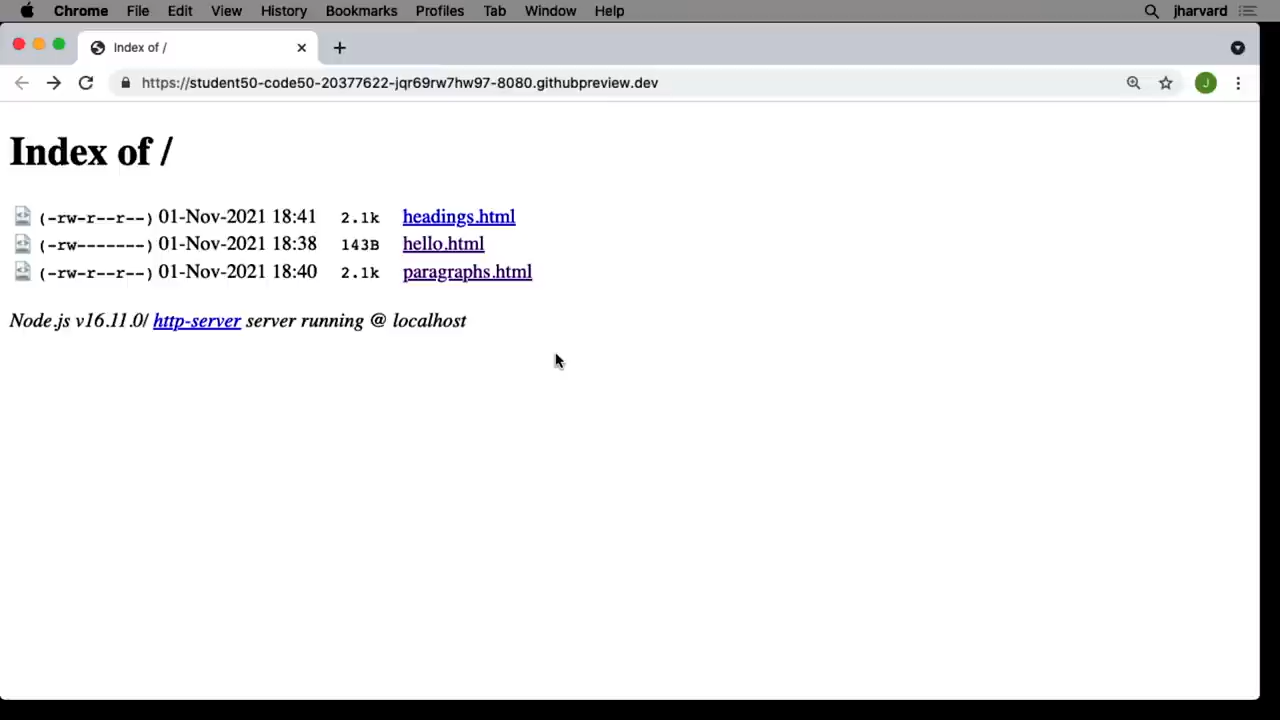 Chrome File Edit View History Bookmarks Profiles Tab Window Help jharvard
Index of /
https://student50-code50-20377622-jqr69rw7hw97-8080.githubpreview.dev J
Index of /
(-rw-r--r--) 01-Nov-2021 18:41 2.1k headings.html
(-rw-------) 01-Nov-2021 18:38 143B hello.html
(-rw-r--r--) 01-Nov-2021 18:40 2.1k paragraphs.html
Node.js v16.11.0/ http-server server running @ localhost